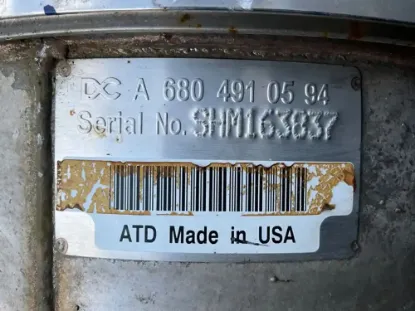 DC A 680 491 05 94
Serial No. SHM163837
ATD Made in USA